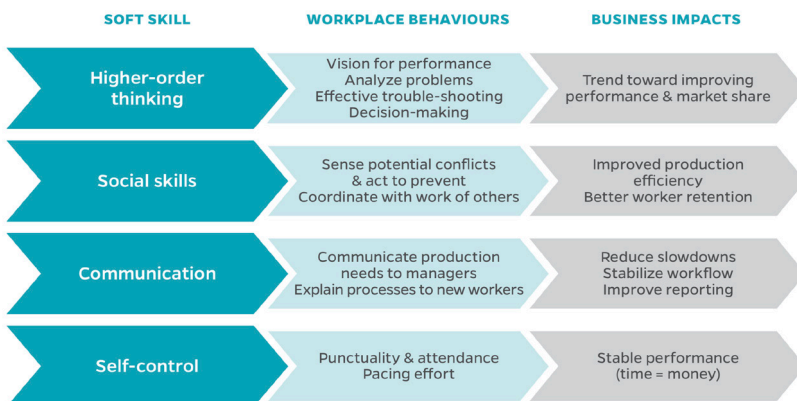 SOFT SKILL
WORKPLACE BEHAVIOURS
BUSINESS IMPACTS
Higher-order
thinking
Vision for performance
Analyze problems
Effective trouble-shooting
Decision-making
Trend toward improving
performance & market share
Social skills
Sense potential conflicts
& act to prevent
Coordinate with work of others
Improved production
efficiency
Better worker retention
Communication
Communicate production
needs to managers
Explain processes to new workers
Reduce slowdowns
Stabilize workflow
Improve reporting
Self-control
Punctuality & attendance
Pacing effort
Stable performance
(time = money)